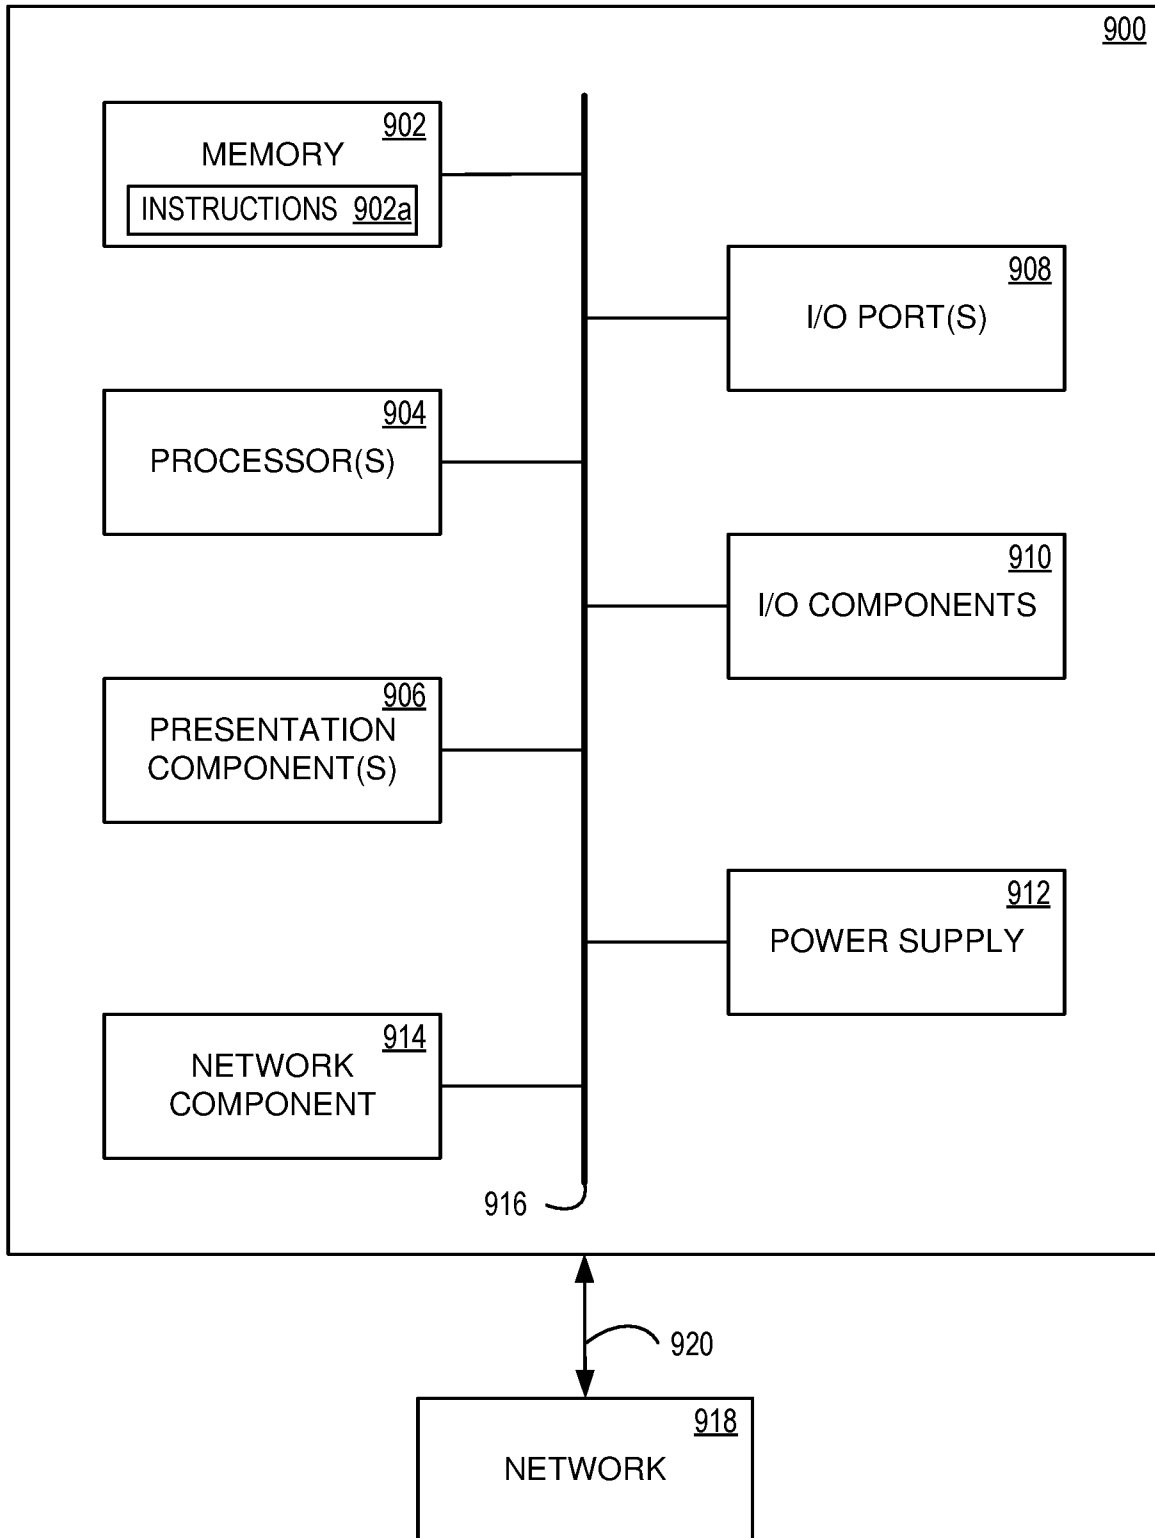 900
902
MEMORY
INSTRUCTIONS 902a
908
I/O PORT(S)
904
PROCESSOR(S)
910
I/O COMPONENTS
906
PRESENTATION
COMPONENT(S)
912
POWER SUPPLY
914
NETWORK
COMPONENT
916
920
918
NETWORK